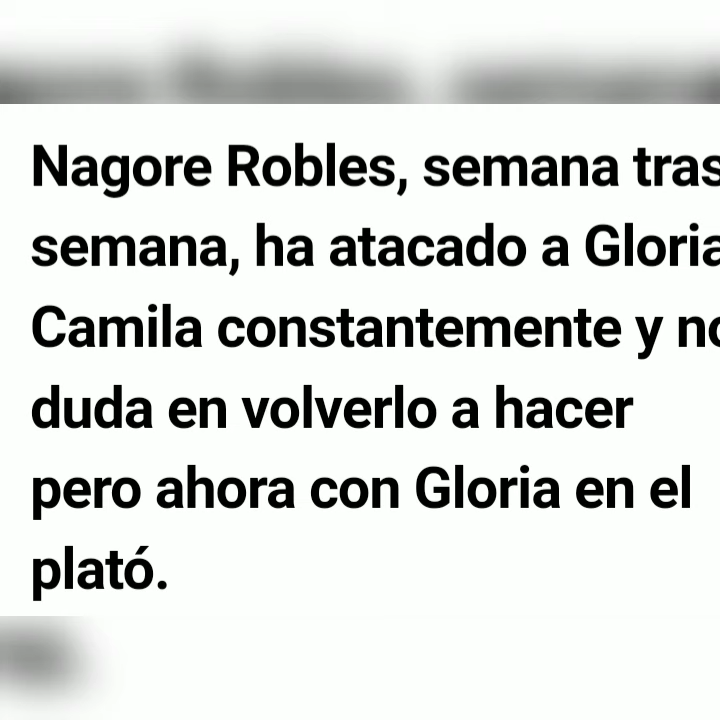 Nagore Robles, semana tras
semana, ha atacado a Gloria
Camila constantemente y no
duda en volverlo a hacer
pero ahora con Gloria en el
plató.